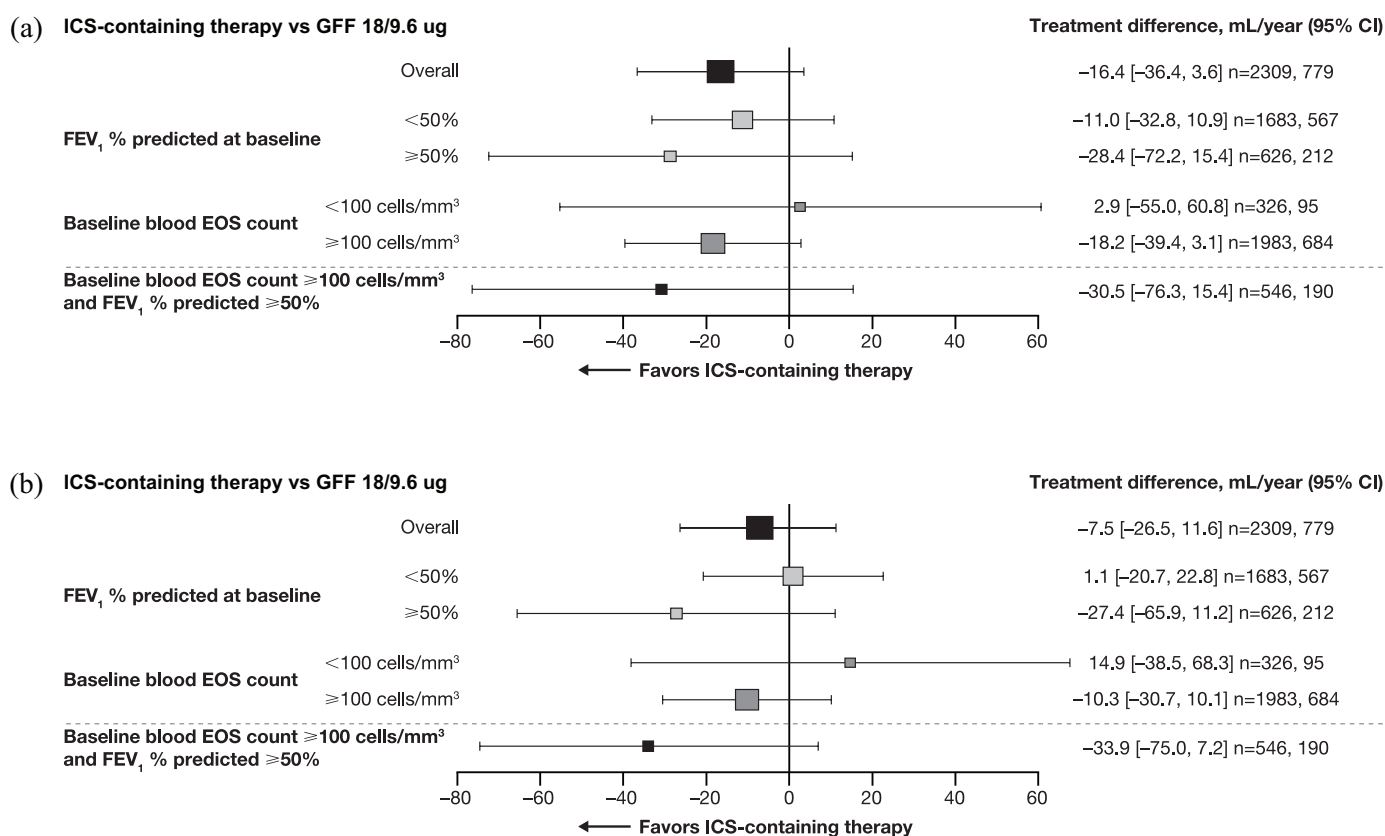 (a) ICS-containing therapy vs GFF 18/9.6 ug Treatment difference, mL/year (95% CI)
Overall −16.4 [−36.4, 3.6] n=2309, 779
FEV₁ % predicted at baseline
<50% −11.0 [−32.8, 10.9] n=1683, 567
⩾50% −28.4 [−72.2, 15.4] n=626, 212
Baseline blood EOS count
<100 cells/mm³ 2.9 [−55.0, 60.8] n=326, 95
⩾100 cells/mm³ −18.2 [−39.4, 3.1] n=1983, 684
Baseline blood EOS count ⩾100 cells/mm³
and FEV₁ % predicted ⩾50%
−30.5 [−76.3, 15.4] n=546, 190
−80 −60 −40 −20 0 20 40 60
Favors ICS-containing therapy
(b) ICS-containing therapy vs GFF 18/9.6 ug Treatment difference, mL/year (95% CI)
Overall −7.5 [−26.5, 11.6] n=2309, 779
FEV₁ % predicted at baseline
<50% 1.1 [−20.7, 22.8] n=1683, 567
⩾50% −27.4 [−65.9, 11.2] n=626, 212
Baseline blood EOS count
<100 cells/mm³ 14.9 [−38.5, 68.3] n=326, 95
⩾100 cells/mm³ −10.3 [−30.7, 10.1] n=1983, 684
Baseline blood EOS count ⩾100 cells/mm³
and FEV₁ % predicted ⩾50%
−33.9 [−75.0, 7.2] n=546, 190
−80 −60 −40 −20 0 20 40 60
Favors ICS-containing therapy